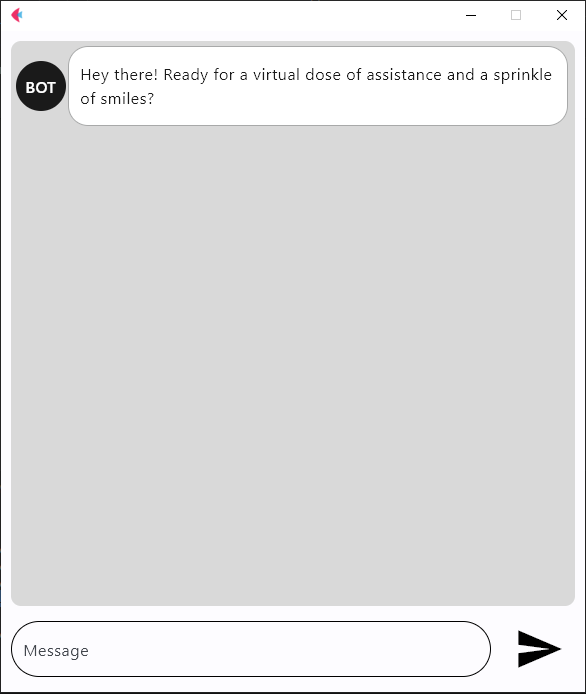 BOT
Hey there! Ready for a virtual dose of assistance and a sprinkle
of smiles?
Message